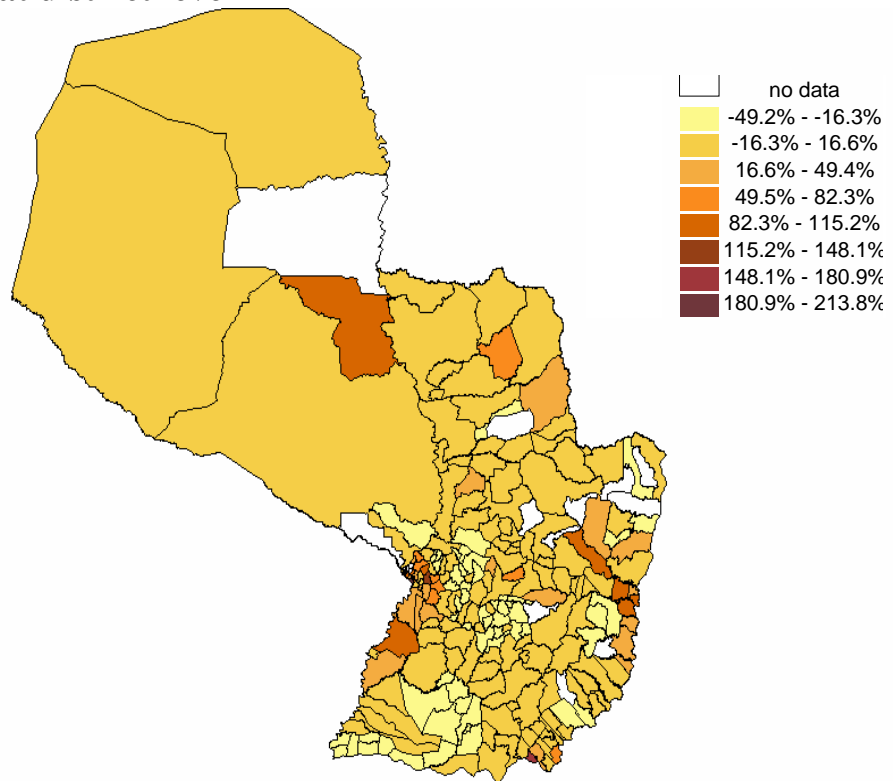 no data
-49.2% - -16.3%
-16.3% - 16.6%
16.6% - 49.4%
49.5% - 82.3%
82.3% - 115.2%
115.2% - 148.1%
148.1% - 180.9%
180.9% - 213.8%